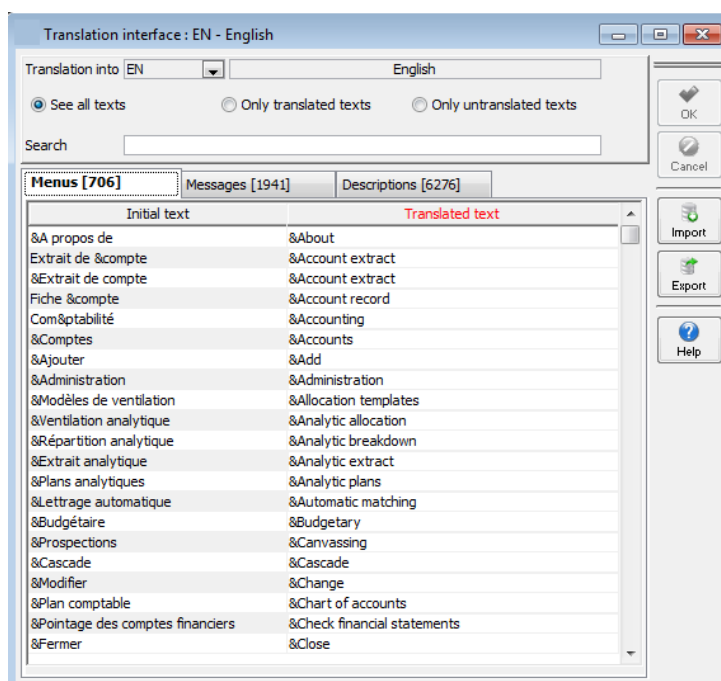 Translation interface : EN - English
Translation into EN English
See all texts Only translated texts Only untranslated texts
Search
OK
Cancel
Import
Export
Help
Menus [706] Messages [1941] Descriptions [6276]
Initial text Translated text
&A propos de &About
Extrait de &compte &Account extract
&Extrait de compte &Account extract
Fiche &compte &Account record
Com&ptabilité &Accounting
&Comptes &Accounts
&Ajouter &Add
&Administration &Administration
&Modèles de ventilation &Allocation templates
&Ventilation analytique &Analytic allocation
&Répartition analytique &Analytic breakdown
&Extrait analytique &Analytic extract
&Plans analytiques &Analytic plans
&Lettrage automatique &Automatic matching
&Budgétaire &Budgetary
&Prospections &Canvassing
&Cascade &Cascade
&Modifier &Change
&Plan comptable &Chart of accounts
&Pointage des comptes financiers &Check financial statements
&Fermer &Close